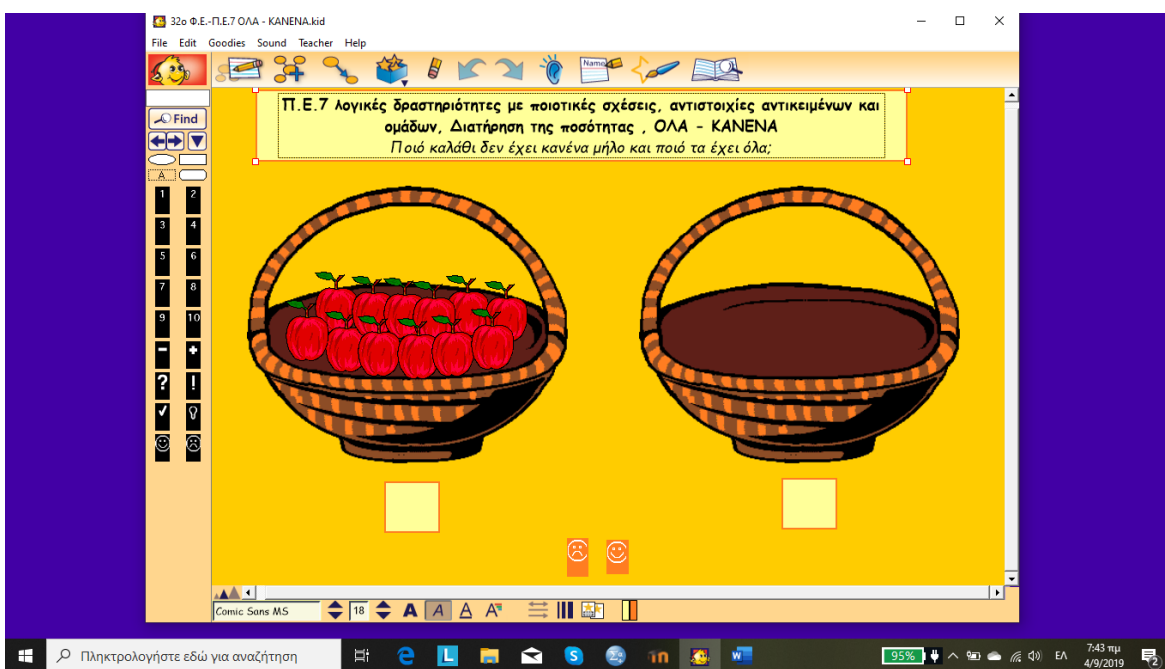 32ο Φ.Ε.-Π.Ε.7 ΟΛΑ - ΚΑΝΕΝΑ.kid
File Edit Goodies Sound Teacher Help
Name
Find
Π.Ε.7 λογικές δραστηριότητες με ποιοτικές σχέσεις, αντιστοιχίες αντικειμένων και
ομάδων, Διατήρηση της ποσότητας , ΟΛΑ - ΚΑΝΕΝΑ
Ποιό καλάθι δεν έχει κανένα μήλο και ποιό τα έχει όλα;
A
1 2
3 4
5 6
7 8
9 10
- +
? !
Comic Sans MS 18 A A A A
Πληκτρολογήστε εδώ για αναζήτηση
95% ΕΛ 7:43 πμ
4/9/2019